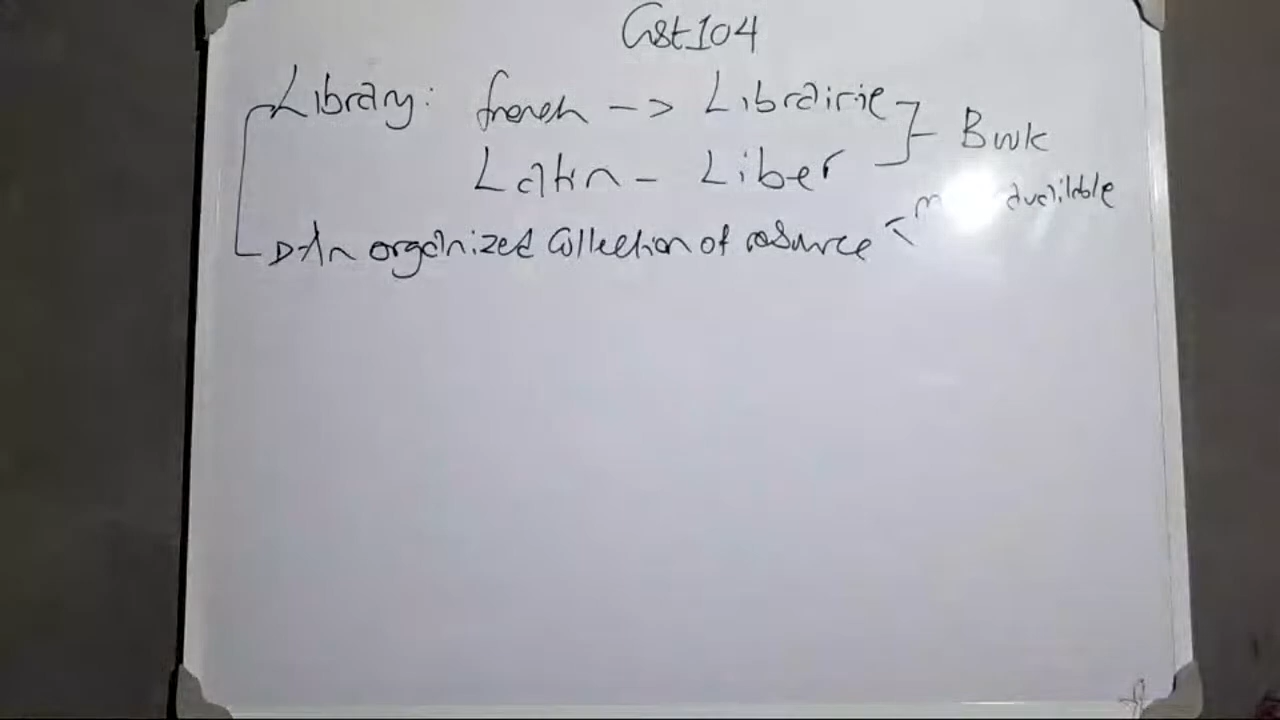 Gst104
Library: french -> Librairie
Book
Latin - Liber
available
An organized Collection of resource